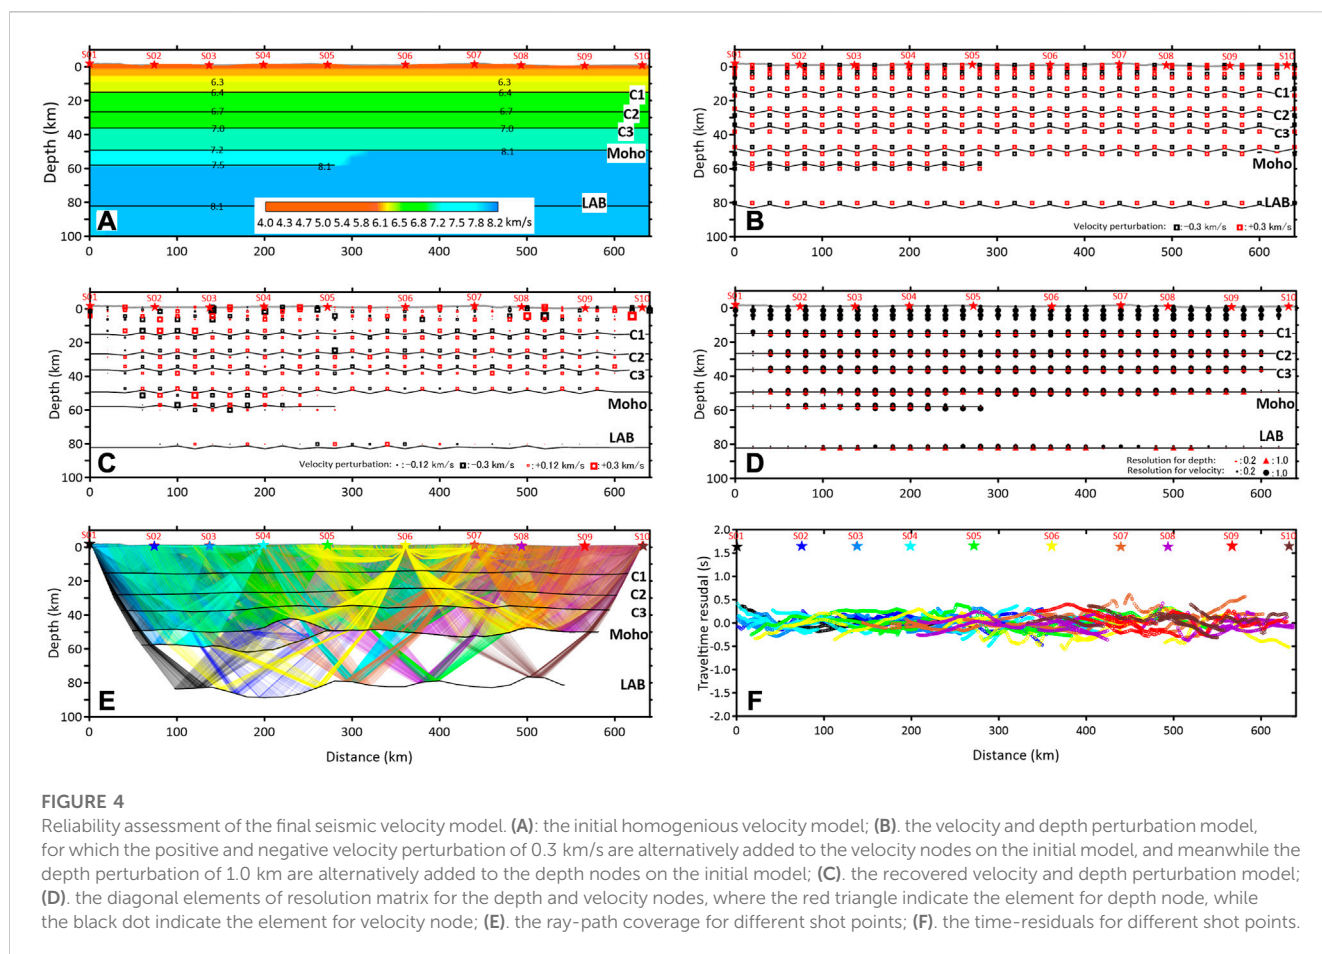 S01 S02 S03 S04 S05 S06 S07 S08 S09 S10
0
20
40
60
80
100
Depth (km)
6.3 6.3
6.4 6.4
C1
6.7 6.7
C2
7.0 7.0
C3
7.2 8.1
Moho
7.5 8.1
8.1
LAB
4.0 4.3 4.7 5.0 5.4 5.8 6.1 6.5 6.8 7.2 7.5 7.8 8.2 km/s
A
0 100 200 300 400 500 600
S01 S02 S03 S04 S05 S06 S07 S08 S09 S10
0
20
40
60
80
100
Depth (km)
C1
C2
C3
Moho
LAB
B
Velocity perturbation: :-0.3 km/s :+0.3 km/s
0 100 200 300 400 500 600
S01 S02 S03 S04 S05 S06 S07 S08 S09 S10
0
20
40
60
80
100
Depth (km)
C1
C2
C3
Moho
LAB
C
Velocity perturbation: :-0.12 km/s :-0.3 km/s :+0.12 km/s :+0.3 km/s
0 100 200 300 400 500 600
S01 S02 S03 S04 S05 S06 S07 S08 S09 S10
0
20
40
60
80
100
Depth (km)
C1
C2
C3
Moho
LAB
D
Resolution for depth: :0.2 :1.0
Resolution for velocity: :0.2 :1.0
0 100 200 300 400 500 600
S01 S02 S03 S04 S05 S06 S07 S08 S09 S10
0
20
40
60
80
100
Depth (km)
C1
C2
C3
Moho
LAB
E
0 100 200 300 400 500 600
Distance (km)
2.0
1.5
1.0
0.5
0.0
-0.5
-1.0
-1.5
-2.0
Traveltime resudal (s)
S01 S02 S03 S04 S05 S06 S07 S08 S09 S10
F
0 100 200 300 400 500 600
Distance (km)
FIGURE 4
Reliability assessment of the final seismic velocity model. (A): the initial homogenious velocity model; (B). the velocity and depth perturbation model,
for which the positive and negative velocity perturbation of 0.3 km/s are alternatively added to the velocity nodes on the initial model, and meanwhile the
depth perturbation of 1.0 km are alternatively added to the depth nodes on the initial model; (C). the recovered velocity and depth perturbation model;
(D). the diagonal elements of resolution matrix for the depth and velocity nodes, where the red triangle indicate the element for depth node, while
the black dot indicate the element for velocity node; (E). the ray-path coverage for different shot points; (F). the time-residuals for different shot points.